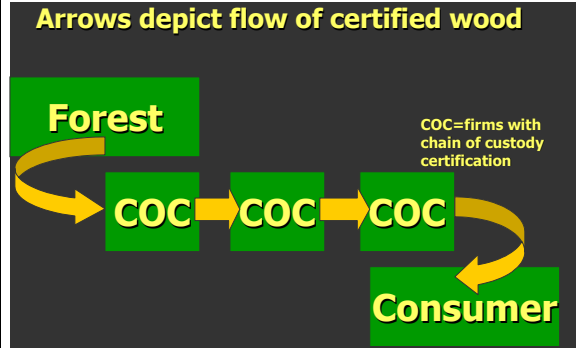 Arrows depict flow of certified wood
Forest
COC=firms with
chain of custody
certification
COC
COC
COC
Consumer